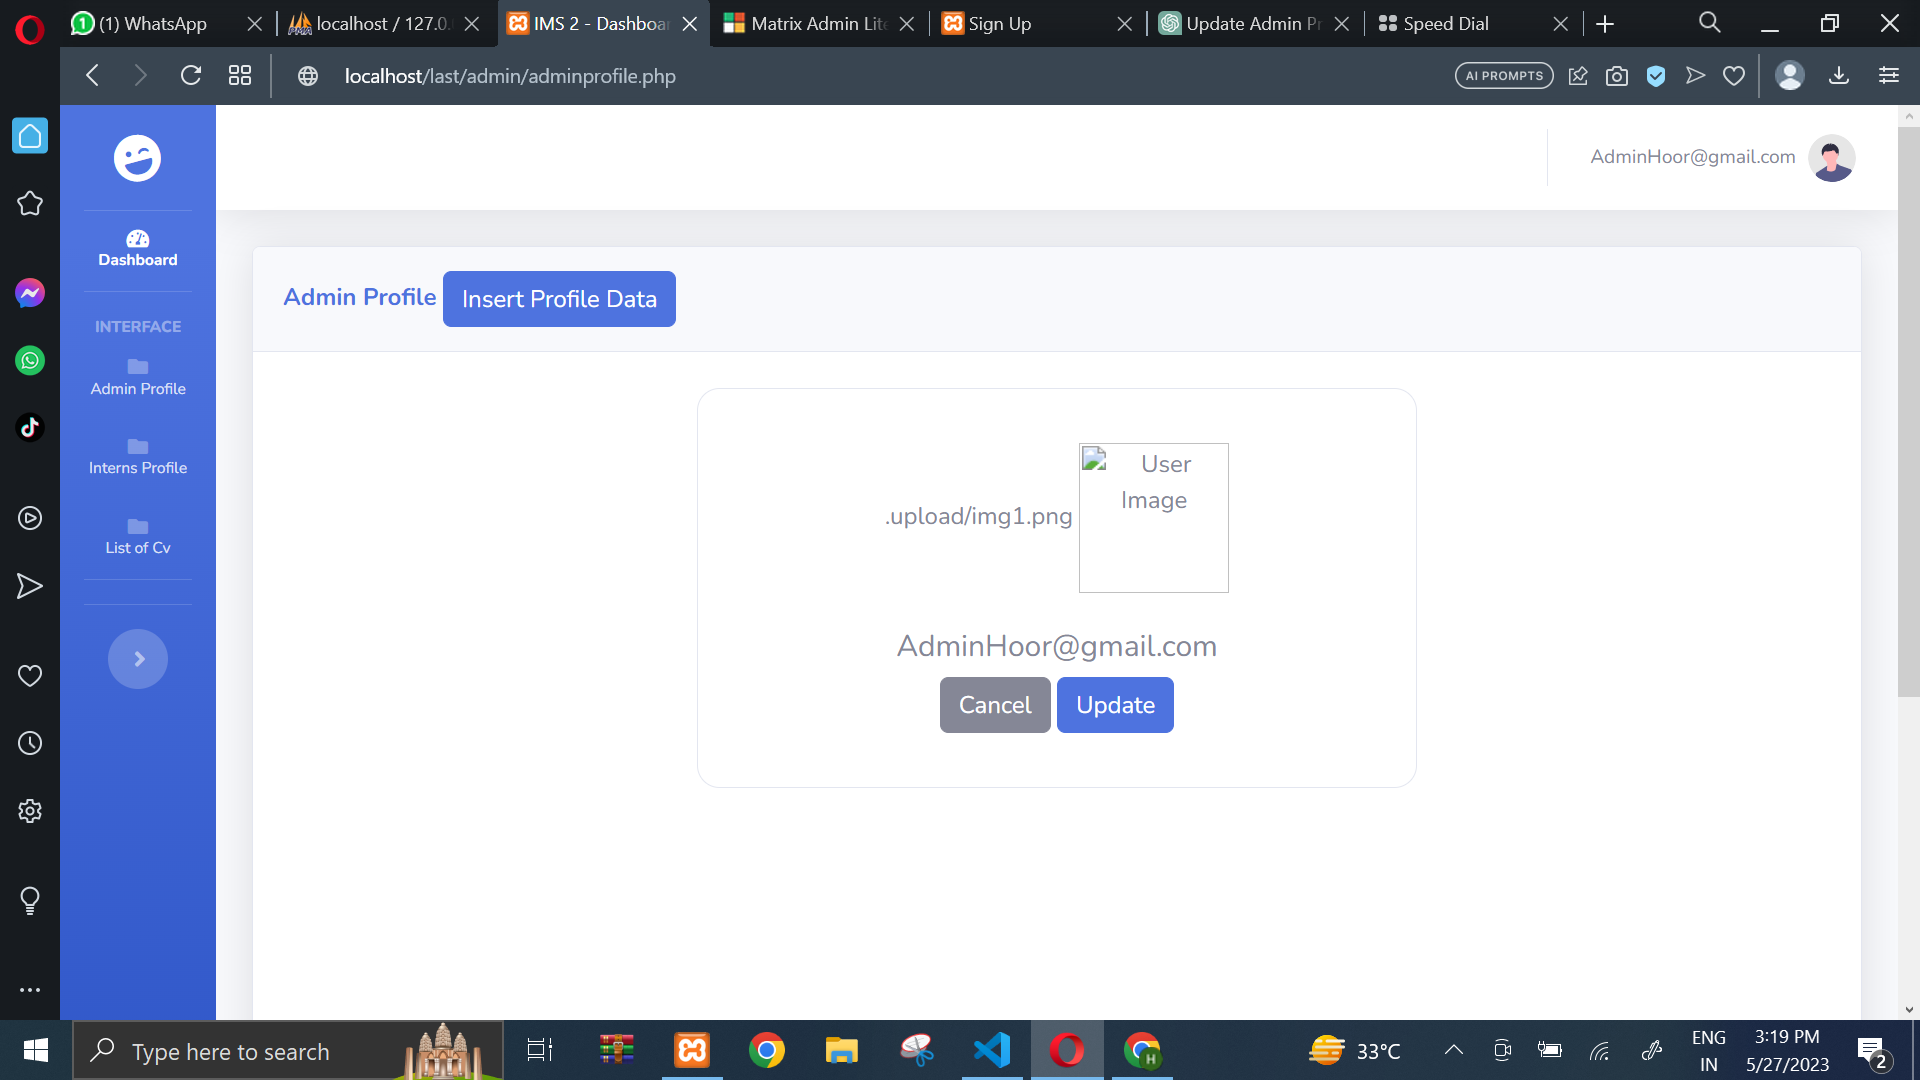 (1) WhatsApp
localhost / 127.0.
IMS 2 - Dashboar
Matrix Admin Lite
Sign Up
Update Admin Pr
Speed Dial
localhost/last/admin/adminprofile.php
AI PROMPTS
AdminHoor@gmail.com
Dashboard
INTERFACE
Admin Profile
Interns Profile
List of Cv
Admin Profile
Insert Profile Data
.upload/img1.png
User
Image
AdminHoor@gmail.com
Cancel
Update
Type here to search
33°C
ENG
IN
3:19 PM
5/27/2023
2